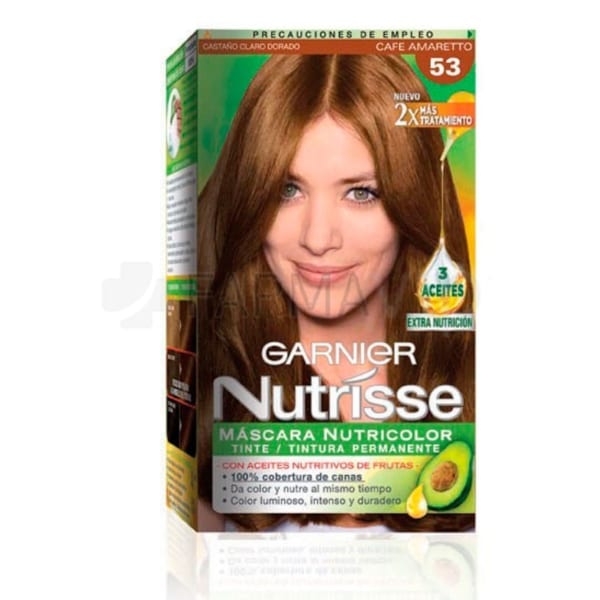 PRECAUCIONES DE EMPLEO
CASTAÑO CLARO DORADO
CAFE AMARETTO
53
NUEVO
2X MÁS
TRATAMIENTO
3
ACEITES
EXTRA NUTRICIÓN
FARMA
GARNIER
Nutrisse
MÁSCARA NUTRICOLOR
TINTE / TINTURA PERMANENTE
- CON ACEITES NUTRITIVOS DE FRUTAS -
• 100% cobertura de canas
• Da color y nutre al mismo tiempo
• Color luminoso, intenso y duradero